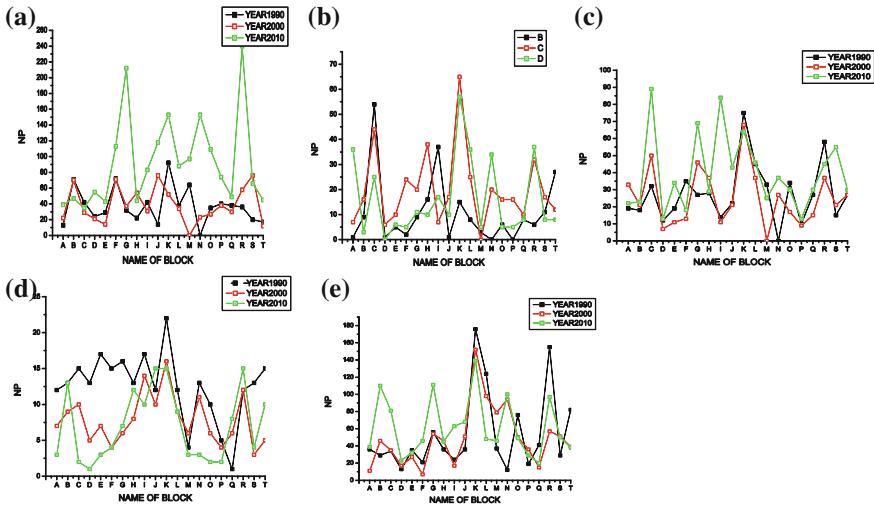 (a)
YEAR1990
YEAR2000
YEAR2010
260
240
220
200
180
160
140
120
100
80
60
40
20
0
NP
A B C D E F G H I J K L M N O P Q R S T
NAME OF BLOCK
(b)
B
C
D
70
60
50
40
30
20
10
0
NP
A B C D E F G H I J K L M N O P Q R S T
NAME OF BLOCK
(c)
YEAR1990
YEAR2000
YEAR2010
100
90
80
70
60
50
40
30
20
10
0
NP
A B C D E F G H I J K L M N O P Q R S T
NAME OF BLOCK
(d)
YEAR1990
YEAR2000
YEAR2010
25
20
15
10
5
0
NP
A B C D E F G H I J K L M N O P Q R S T
NAME OF BLOCK
(e)
YEAR1990
YEAR2000
YEAR2010
180
160
140
120
100
80
60
40
20
0
NP
A B C D E F G H I J K L M N O P Q R S T
NAME OF BLOCK